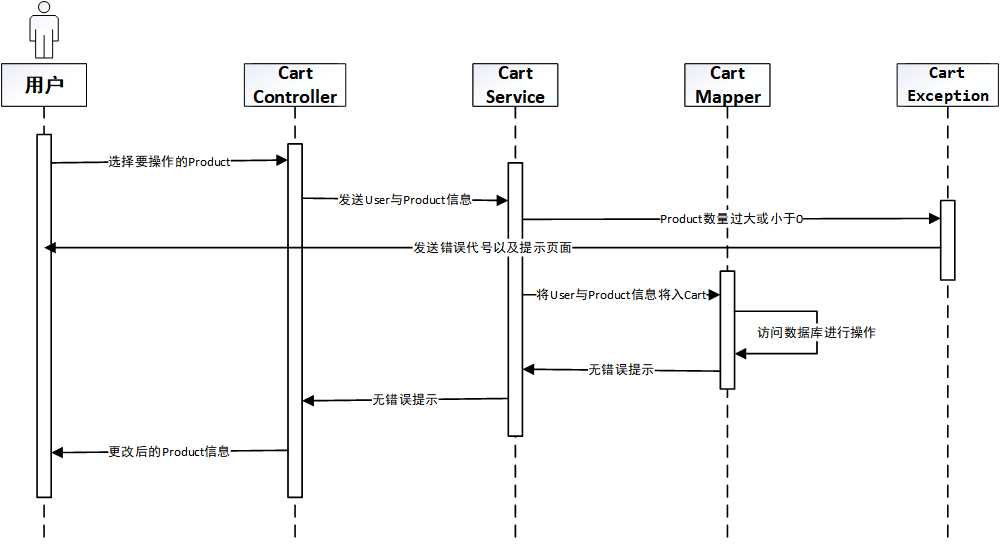 用户
Cart
Controller
Cart
Service
Cart
Mapper
Cart
Exception
选择要操作的Product
发送User与Product信息
Product数量过大或小于0
发送错误代号以及提示页面
将User与Product信息将入Cart
访问数据库进行操作
无错误提示
无错误提示
更改后的Product信息